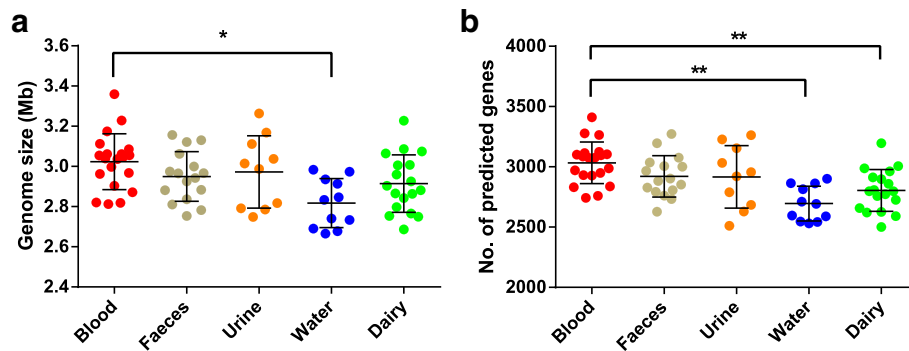 a
*
Genome size (Mb)
3.6
3.4
3.2
3.0
2.8
2.6
2.4
Blood
Faeces
Urine
Water
Dairy
b
**
**
No. of predicted genes
4000
3500
3000
2500
2000
Blood
Faeces
Urine
Water
Dairy